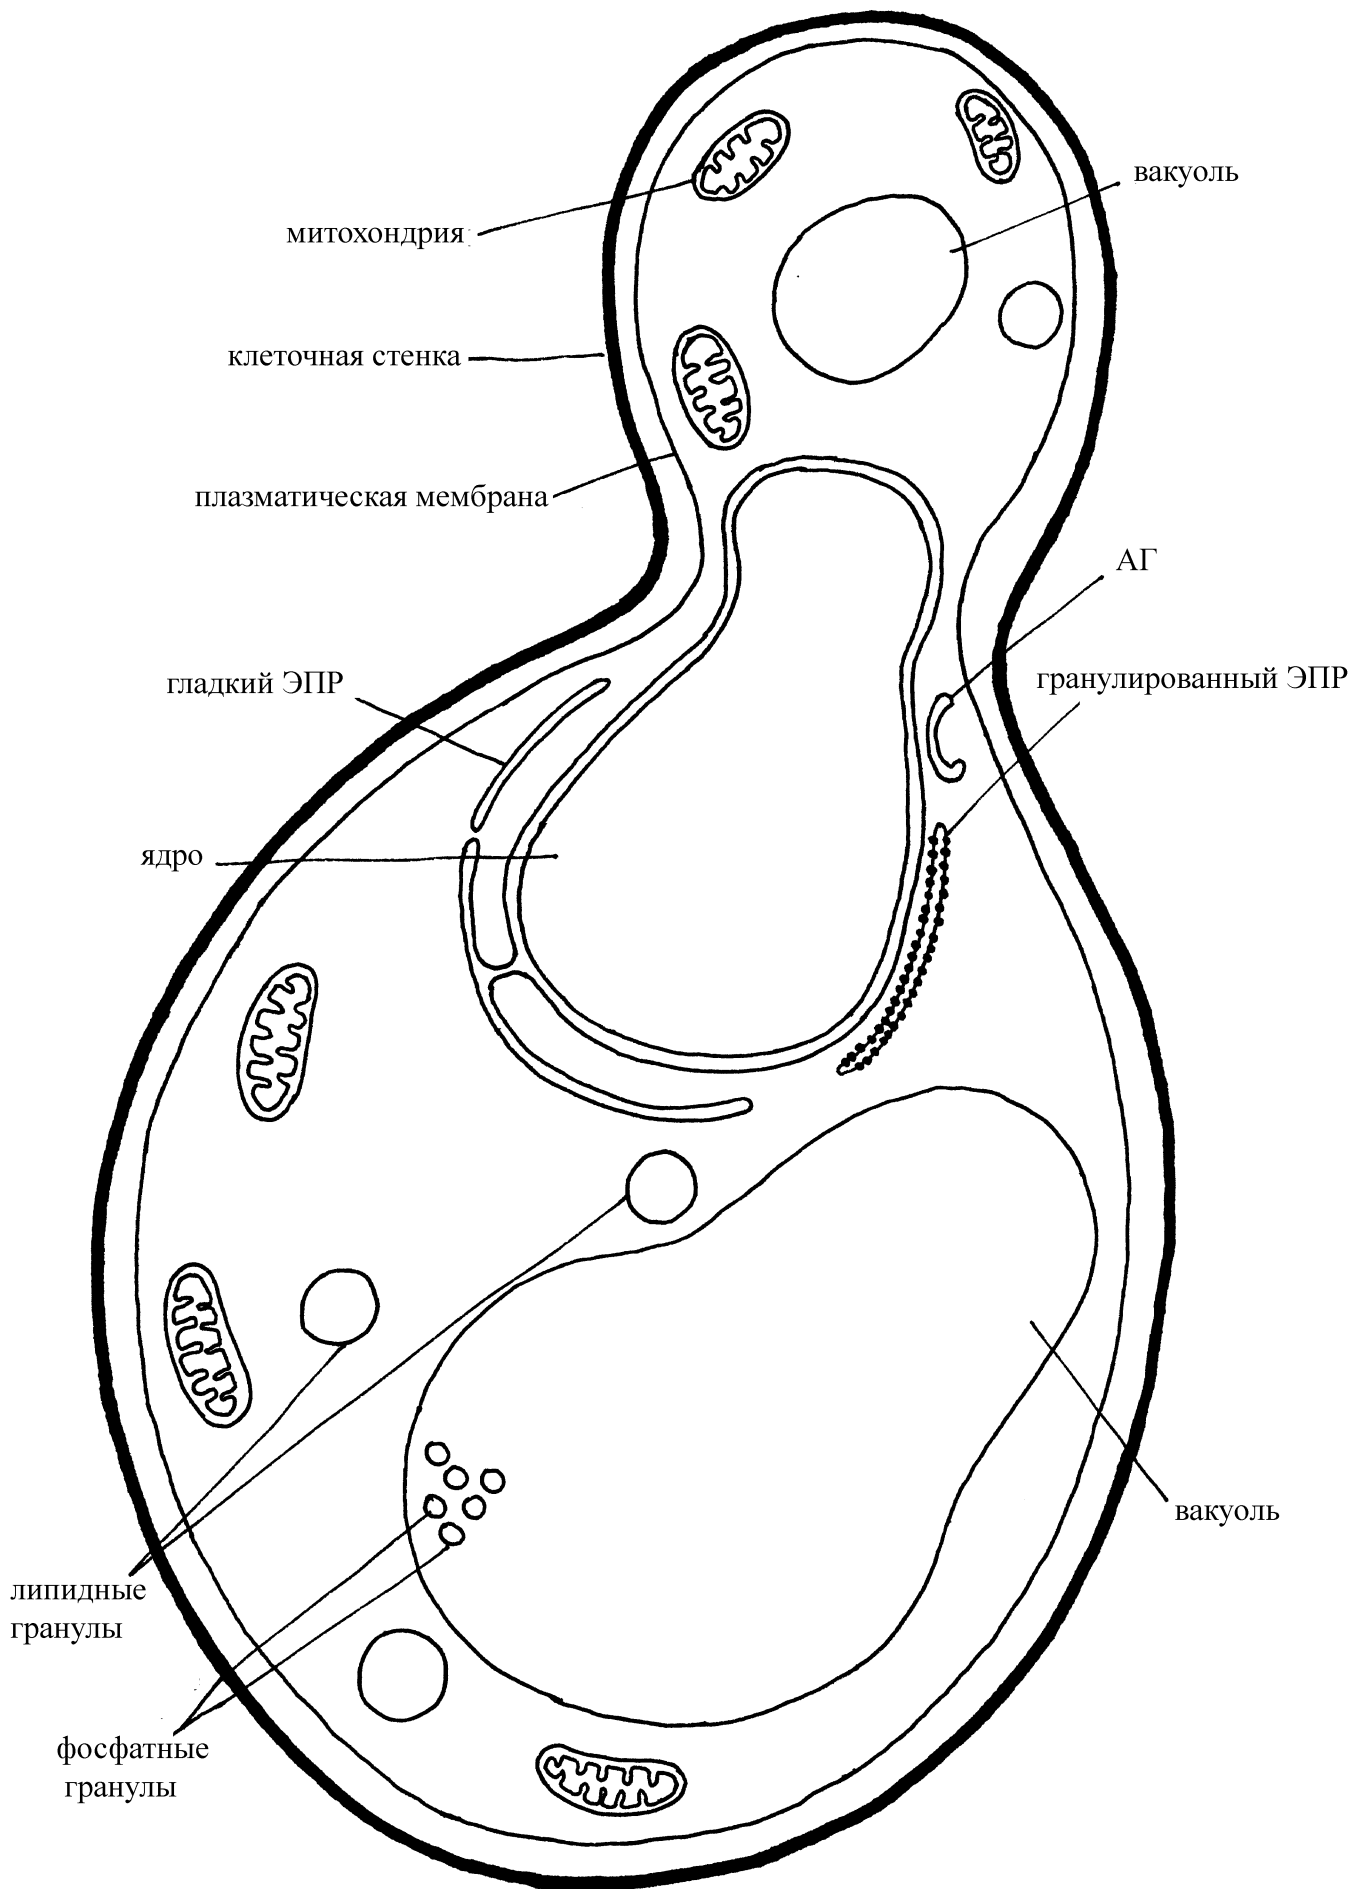 вакуоль
митохондрия
клеточная стенка
плазматическая мембрана
АГ
гранулированный ЭПР
гладкий ЭПР
ядро
вакуоль
липидные
гранулы
фосфатные
гранулы